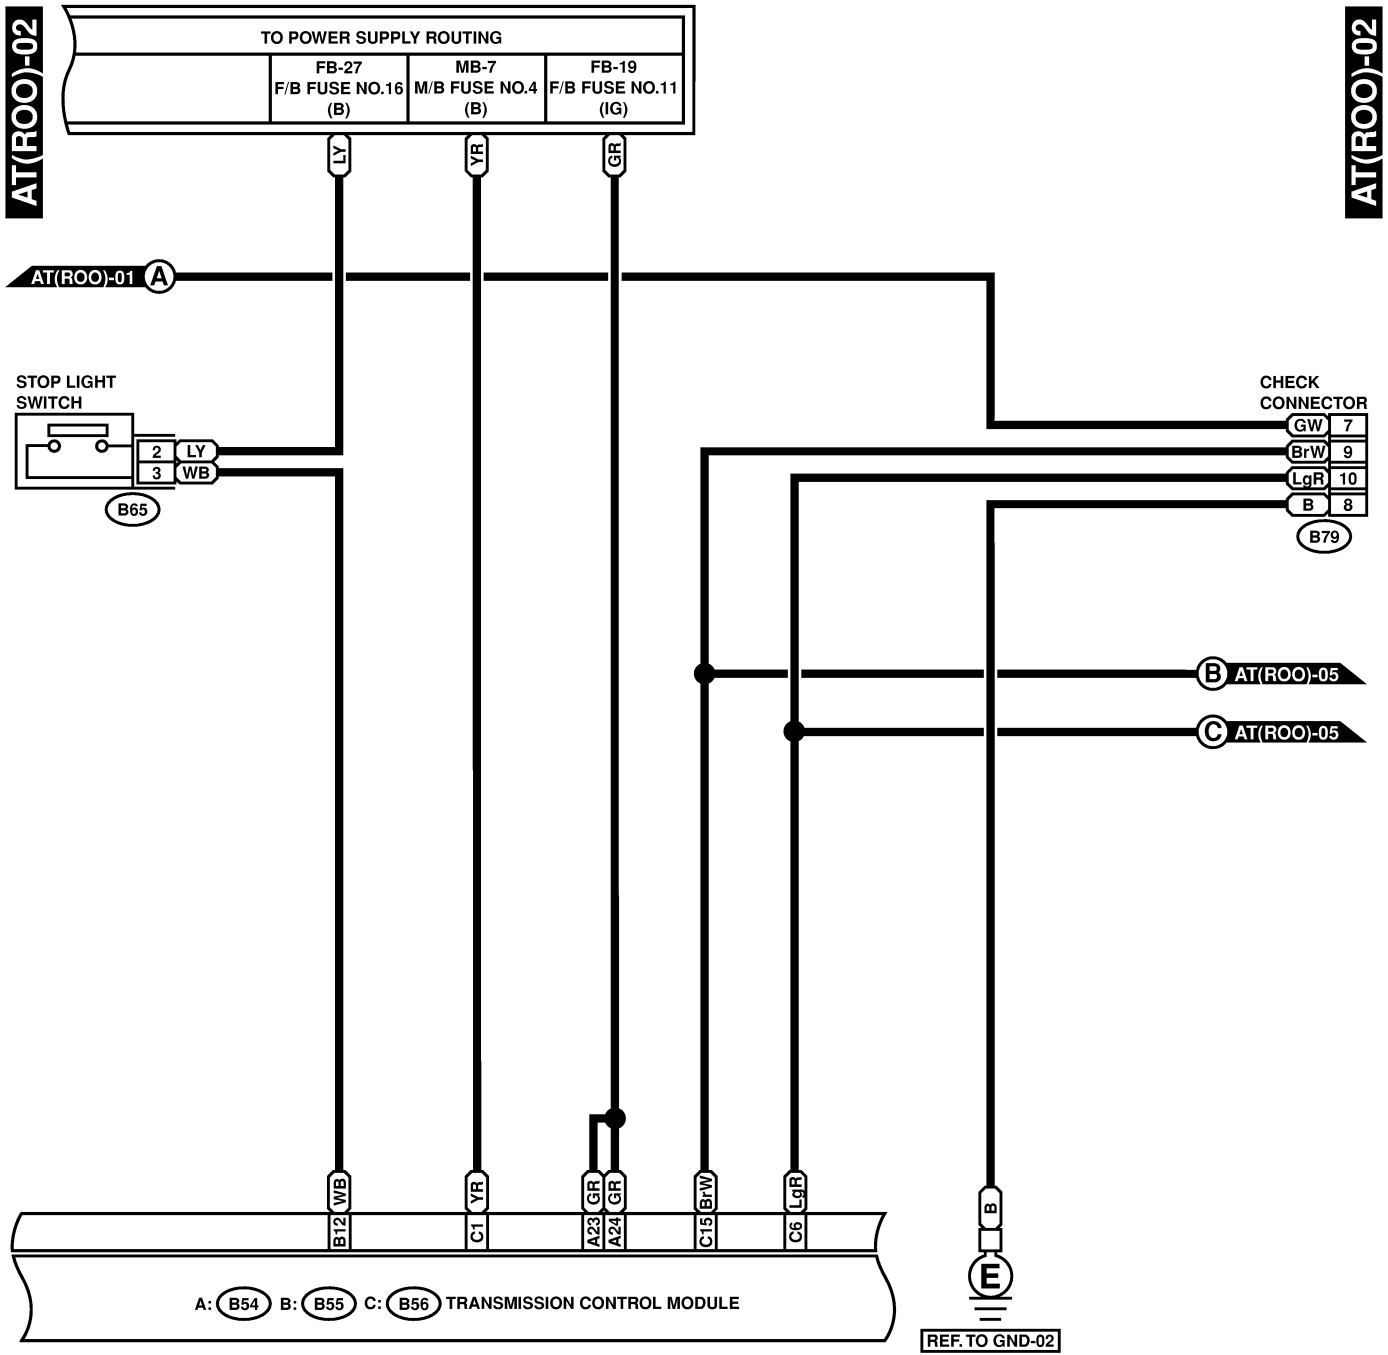 AT(ROO)-02
AT(ROO)-02
TO POWER SUPPLY ROUTING
FB-27
F/B FUSE NO.16
(B)
MB-7
M/B FUSE NO.4
(B)
FB-19
F/B FUSE NO.11
(IG)
LY
YR
GR
AT(ROO)-01 A
STOP LIGHT
SWITCH
2 LY
3 WB
B65
CHECK
CONNECTOR
GW 7
BrW 9
LgR 10
B 8
B79
B AT(ROO)-05
C AT(ROO)-05
WB
YR
GR
GR
BrW
LgR
B
B12
C1
A23
A24
C15
C6
E
A: B54 B: B55 C: B56 TRANSMISSION CONTROL MODULE
REF. TO GND-02